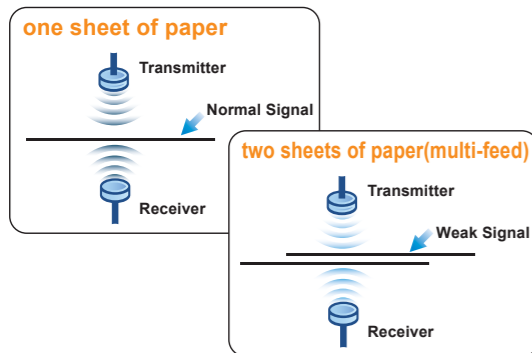 one sheet of paper
Transmitter
Normal Signal
Receiver
two sheets of paper(multi-feed)
Transmitter
Weak Signal
Receiver